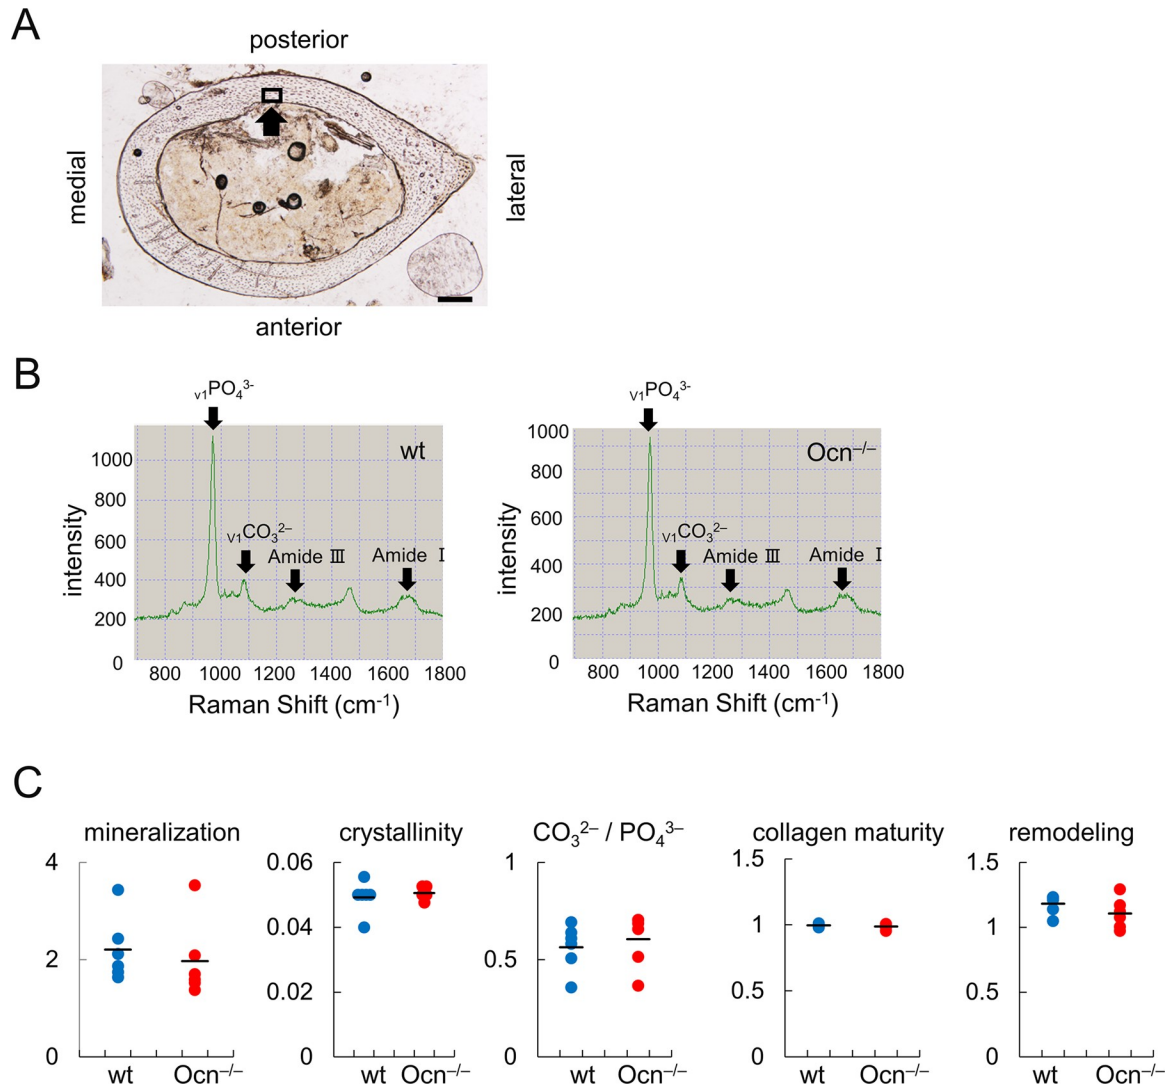 A
posterior
medial
lateral
anterior
B
v1PO₄³⁻
wt
1000
800
600
400
200
0
intensity
v1CO₃²⁻
Amide Ⅲ
Amide Ⅰ
800 1000 1200 1400 1600 1800
Raman Shift (cm⁻¹)
v1PO₄³⁻
Ocn⁻/⁻
1000
800
600
400
200
0
intensity
v1CO₃²⁻
Amide Ⅲ
Amide Ⅰ
800 1000 1200 1400 1600 1800
Raman Shift (cm⁻¹)
C
mineralization
4
2
0
wt Ocn⁻/⁻
crystallinity
0.06
0.04
0.02
0
wt Ocn⁻/⁻
CO₃²⁻ / PO₄³⁻
1
0.5
0
wt Ocn⁻/⁻
collagen maturity
1.5
1
0.5
0
wt Ocn⁻/⁻
remodeling
1.5
1
0.5
0
wt Ocn⁻/⁻